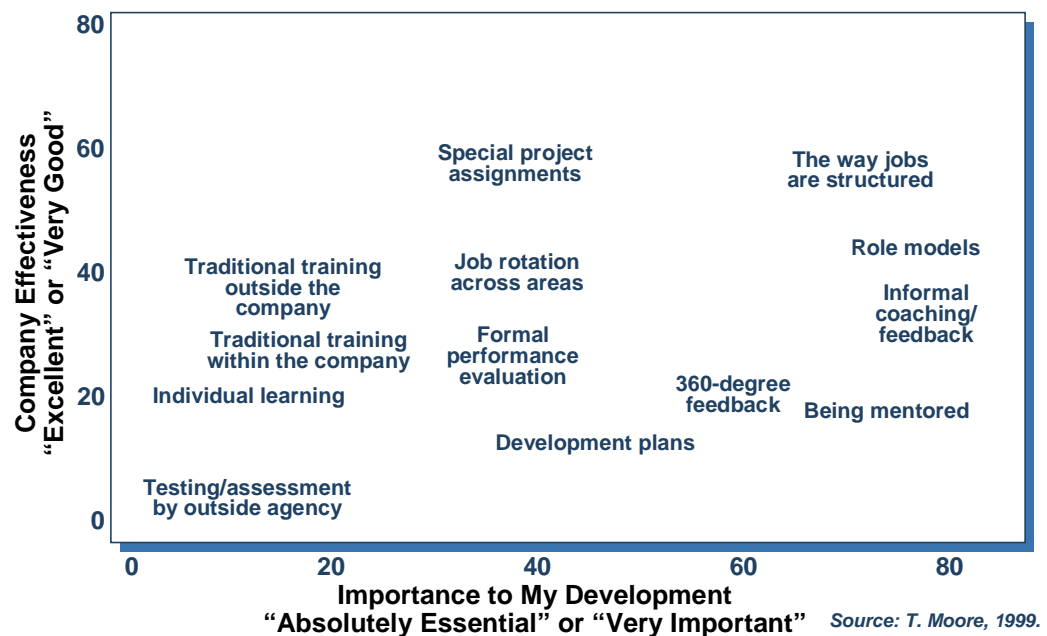 80
60
40
20
0
Company Effectiveness
“Excellent” or “Very Good”
Special project
assignments
The way jobs
are structured
Role models
Traditional training
outside the
company
Job rotation
across areas
Informal
coaching/
feedback
Traditional training
within the company
Formal
performance
evaluation
Individual learning
360-degree
feedback
Being mentored
Development plans
Testing/assessment
by outside agency
0 20 40 60 80
Importance to My Development
“Absolutely Essential” or “Very Important”
Source: T. Moore, 1999.